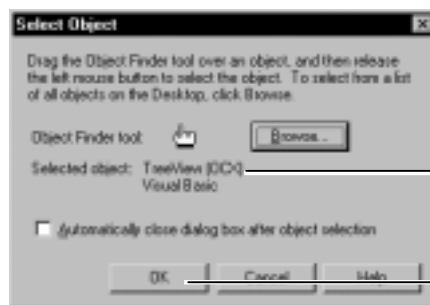 Select Object
Drag the Object Finder tool over an object, and then release
the left mouse button to select the object. To select from a list
of all objects on the Desktop, click Browse.
Object Finder tool:
Browse...
Selected object: TreeView (OCX)
Visual Basic
Automatically close dialog box after object selection
OK Cancel Help